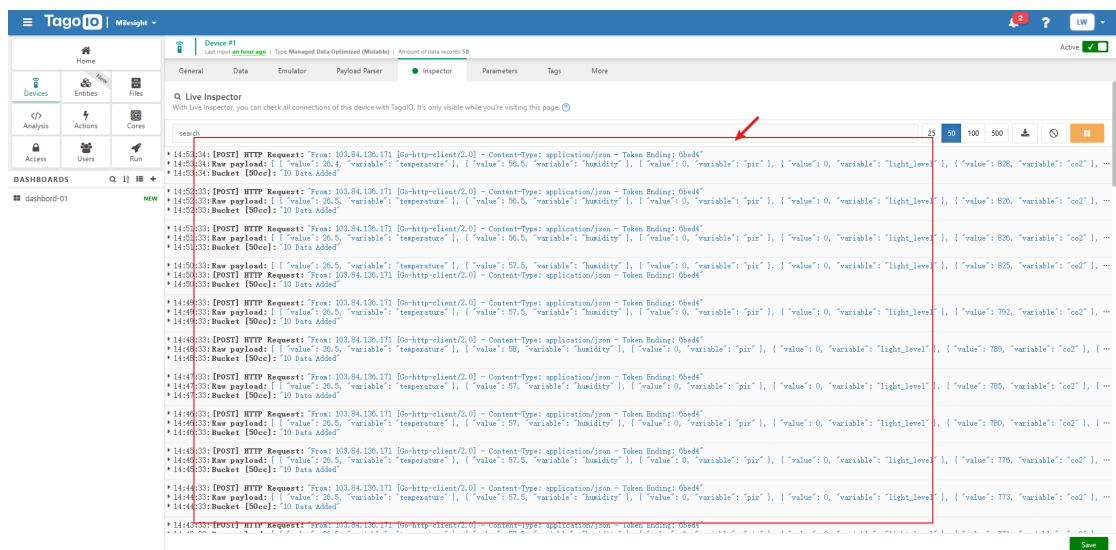 Tago IO Milesight
2 ? LW
Home
Devices Entities New Files
Analysis Actions Cores
Access Users Run
DASHBOARDS
dashbord-01 NEW
Device #1
Last input an hour ago | Type Managed Data Optimized (Mutable) | Amount of data records 58
Active
General Data Emulator Payload Parser Inspector Parameters Tags More
Live Inspector
With Live Inspector, you can check all connections of this device with TagoIO. It's only visible while you're visiting this page.
search 25 50 100 500
14:53:34: [POST] HTTP Request: "From: 103.84.136.171 [Go-http-client/2.0] - Content-Type: application/json - Token Ending: 6bed4"
14:53:34: Raw payload: [ { "value": 26.4, "variable": "temperature" }, { "value": 56.5, "variable": "humidity" }, { "value": 0, "variable": "pir" }, { "value": 0, "variable": "light_level" }, { "value": 828, "variable": "co2" }, ...
14:53:34: Bucket [50cc]: "10 Data Added"
14:52:33: [POST] HTTP Request: "From: 103.84.136.171 [Go-http-client/2.0] - Content-Type: application/json - Token Ending: 6bed4"
14:52:33: Raw payload: [ { "value": 26.5, "variable": "temperature" }, { "value": 56.5, "variable": "humidity" }, { "value": 0, "variable": "pir" }, { "value": 0, "variable": "light_level" }, { "value": 826, "variable": "co2" }, ...
14:52:33: Bucket [50cc]: "10 Data Added"
14:51:33: [POST] HTTP Request: "From: 103.84.136.171 [Go-http-client/2.0] - Content-Type: application/json - Token Ending: 6bed4"
14:51:33: Raw payload: [ { "value": 26.5, "variable": "temperature" }, { "value": 56.5, "variable": "humidity" }, { "value": 0, "variable": "pir" }, { "value": 0, "variable": "light_level" }, { "value": 826, "variable": "co2" }, ...
14:51:33: Bucket [50cc]: "10 Data Added"
14:50:33: Raw payload: [ { "value": 26.5, "variable": "temperature" }, { "value": 57.5, "variable": "humidity" }, { "value": 0, "variable": "pir" }, { "value": 0, "variable": "light_level" }, { "value": 825, "variable": "co2" }, ...
14:50:33: [POST] HTTP Request: "From: 103.84.136.171 [Go-http-client/2.0] - Content-Type: application/json - Token Ending: 6bed4"
14:50:33: Bucket [50cc]: "10 Data Added"
14:49:33: [POST] HTTP Request: "From: 103.84.136.171 [Go-http-client/2.0] - Content-Type: application/json - Token Ending: 6bed4"
14:49:33: Raw payload: [ { "value": 26.5, "variable": "temperature" }, { "value": 57.5, "variable": "humidity" }, { "value": 0, "variable": "pir" }, { "value": 0, "variable": "light_level" }, { "value": 792, "variable": "co2" }, ...
14:49:33: Bucket [50cc]: "10 Data Added"
14:48:33: [POST] HTTP Request: "From: 103.84.136.171 [Go-http-client/2.0] - Content-Type: application/json - Token Ending: 6bed4"
14:48:33: Raw payload: [ { "value": 26.5, "variable": "temperature" }, { "value": 58, "variable": "humidity" }, { "value": 0, "variable": "pir" }, { "value": 0, "variable": "light_level" }, { "value": 789, "variable": "co2" }, { ...
14:48:33: Bucket [50cc]: "10 Data Added"
14:47:33: [POST] HTTP Request: "From: 103.84.136.171 [Go-http-client/2.0] - Content-Type: application/json - Token Ending: 6bed4"
14:47:33: Raw payload: [ { "value": 26.5, "variable": "temperature" }, { "value": 57, "variable": "humidity" }, { "value": 0, "variable": "pir" }, { "value": 0, "variable": "light_level" }, { "value": 785, "variable": "co2" }, { ...
14:47:33: Bucket [50cc]: "10 Data Added"
14:46:33: [POST] HTTP Request: "From: 103.84.136.171 [Go-http-client/2.0] - Content-Type: application/json - Token Ending: 6bed4"
14:46:33: Raw payload: [ { "value": 26.5, "variable": "temperature" }, { "value": 57, "variable": "humidity" }, { "value": 0, "variable": "pir" }, { "value": 0, "variable": "light_level" }, { "value": 780, "variable": "co2" }, { ...
14:46:33: Bucket [50cc]: "10 Data Added"
14:45:33: [POST] HTTP Request: "From: 103.84.136.171 [Go-http-client/2.0] - Content-Type: application/json - Token Ending: 6bed4"
14:45:33: Raw payload: [ { "value": 26.5, "variable": "temperature" }, { "value": 57.5, "variable": "humidity" }, { "value": 0, "variable": "pir" }, { "value": 0, "variable": "light_level" }, { "value": 776, "variable": "co2" }, ...
14:45:33: Bucket [50cc]: "10 Data Added"
14:44:33: [POST] HTTP Request: "From: 103.84.136.171 [Go-http-client/2.0] - Content-Type: application/json - Token Ending: 6bed4"
14:44:33: Raw payload: [ { "value": 26.5, "variable": "temperature" }, { "value": 57.5, "variable": "humidity" }, { "value": 0, "variable": "pir" }, { "value": 0, "variable": "light_level" }, { "value": 773, "variable": "co2" }, ...
14:44:33: Bucket [50cc]: "10 Data Added"
14:43:33: [POST] HTTP Request: "From: 103.84.136.171 [Go-http-client/2.0] - Content-Type: application/json - Token Ending: 6bed4"
Save